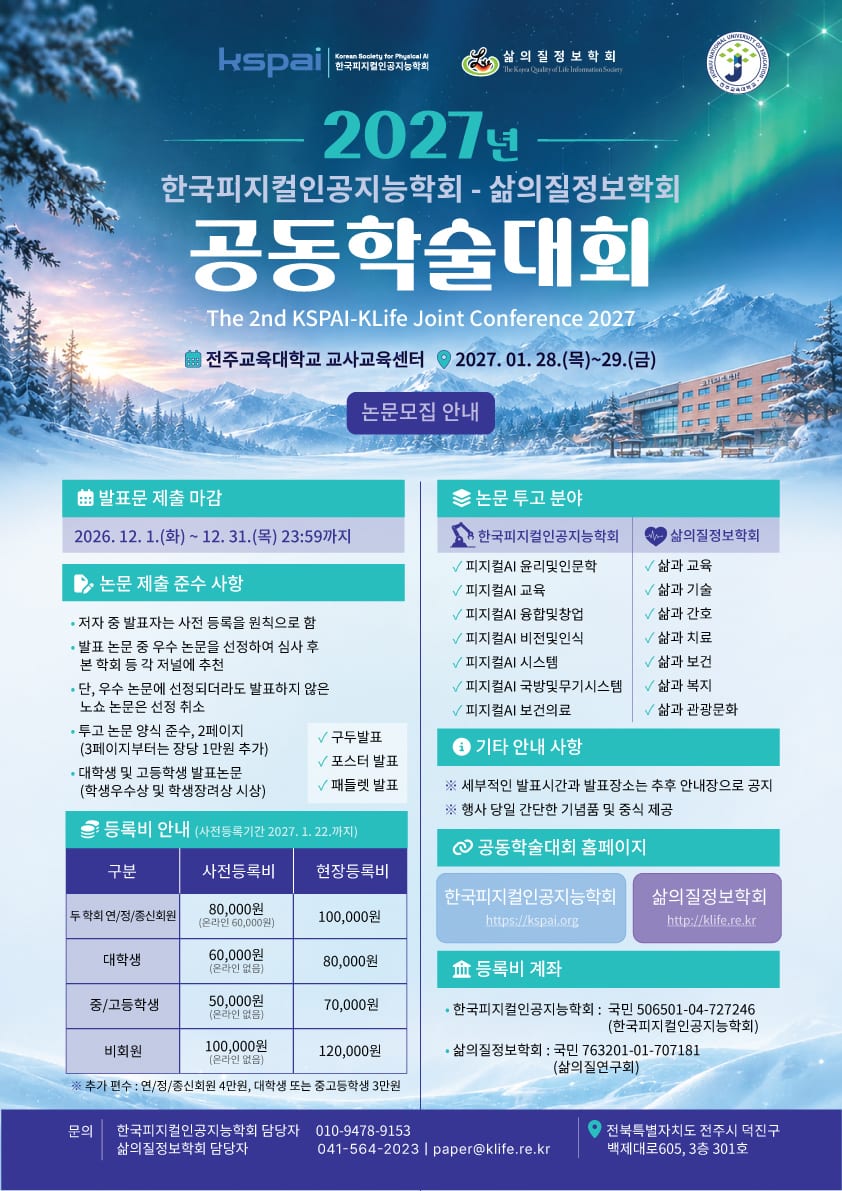 kspai
Korean Society for Physical AI
한국피지컬인공지능학회
삶의질정보학회
The Korea Quality of Life Information Society
JEONJU NATIONAL UNIVERSITY OF EDUCATION
전주교육대학교
2027년
한국피지컬인공지능학회 - 삶의질정보학회
공동학술대회
The 2nd KSPAI-KLife Joint Conference 2027
전주교육대학교 교사교육센터 2027. 01. 28.(목)~29.(금)
논문모집 안내
발표문 제출 마감
2026. 12. 1.(화) ~ 12. 31.(목) 23:59까지
논문 제출 준수 사항
• 저자 중 발표자는 사전 등록을 원칙으로 함
• 발표 논문 중 우수 논문을 선정하여 심사 후
본 학회 등 각 저널에 추천
• 단, 우수 논문에 선정되더라도 발표하지 않은
노쇼 논문은 선정 취소
• 투고 논문 양식 준수, 2페이지
(3페이지부터는 장당 1만원 추가)
• 대학생 및 고등학생 발표논문
(학생우수상 및 학생장려상 시상)
✓ 구두발표
✓ 포스터 발표
✓ 패들렛 발표
등록비 안내 (사전등록기간 2027. 1. 22.까지)
구분 사전등록비 현장등록비
두 학회 연/정/종신회원 80,000원 (온라인 60,000원) 100,000원
대학생 60,000원 (온라인 없음) 80,000원
중/고등학생 50,000원 (온라인 없음) 70,000원
비회원 100,000원 (온라인 없음) 120,000원
※ 추가 편수 : 연/정/종신회원 4만원, 대학생 또는 중고등학생 3만원
논문 투고 분야
한국피지컬인공지능학회
✓ 피지컬AI 윤리및인문학
✓ 피지컬AI 교육
✓ 피지컬AI 융합및창업
✓ 피지컬AI 비전및인식
✓ 피지컬AI 시스템
✓ 피지컬AI 국방및무기시스템
✓ 피지컬AI 보건의료
삶의질정보학회
✓ 삶과 교육
✓ 삶과 기술
✓ 삶과 간호
✓ 삶과 치료
✓ 삶과 보건
✓ 삶과 복지
✓ 삶과 관광문화
기타 안내 사항
※ 세부적인 발표시간과 발표장소는 추후 안내장으로 공지
※ 행사 당일 간단한 기념품 및 중식 제공
공동학술대회 홈페이지
한국피지컬인공지능학회
https://kspai.org
삶의질정보학회
http://klife.re.kr
등록비 계좌
• 한국피지컬인공지능학회 : 국민 506501-04-727246
(한국피지컬인공지능학회)
• 삶의질정보학회 : 국민 763201-01-707181
(삶의질연구회)
문의
한국피지컬인공지능학회 담당자 010-9478-9153
삶의질정보학회 담당자 041-564-2023 | paper@klife.re.kr
전북특별자치도 전주시 덕진구
백제대로605, 3층 301호